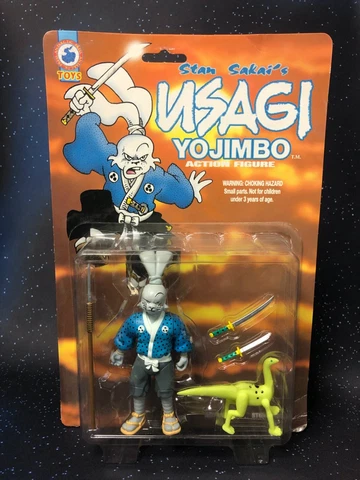 TOYS
Stan Sakai's
USAGI
YOJIMBO T.M.
ACTION FIGURE
WARNING: CHOKING HAZARD
Small parts. Not for children
under 3 years of age.